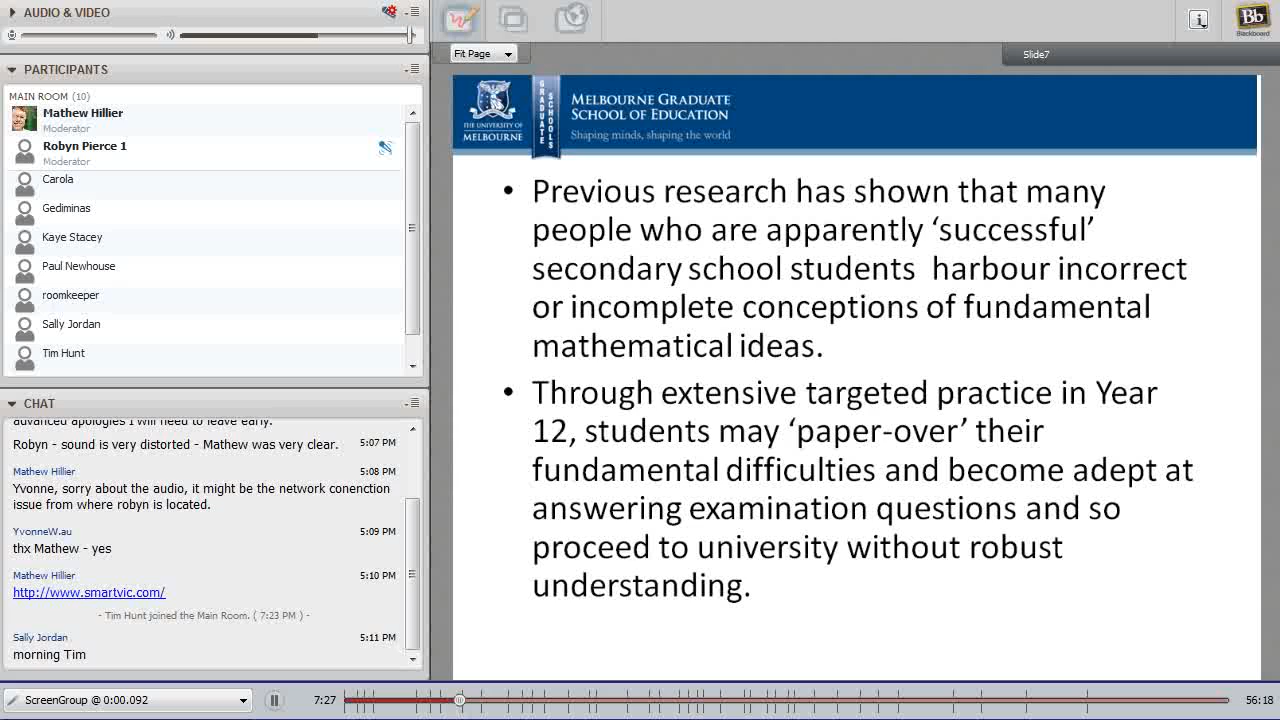 AUDIO & VIDEO
PARTICIPANTS
MAIN ROOM (10)
Mathew Hillier
Moderator
Robyn Pierce 1
Moderator
Carola
Gediminas
Kaye Stacey
Paul Newhouse
roomkeeper
Sally Jordan
Tim Hunt
CHAT
advanced apologies I will need to leave early.
Robyn - sound is very distorted - Mathew was very clear. 5:07 PM
Mathew Hillier 5:08 PM
Yvonne, sorry about the audio, it might be the network conenction
issue from where robyn is located.
YvonneW.au 5:09 PM
thx Mathew - yes
Mathew Hillier 5:10 PM
http://www.smartvic.com/
- Tim Hunt joined the Main Room. ( 7:23 PM ) -
Sally Jordan 5:11 PM
morning Tim
Fit Page
Slide7
Bb
Blackboard
THE UNIVERSITY OF
MELBOURNE
GRADUATE
SCHOOLS
MELBOURNE GRADUATE
SCHOOL OF EDUCATION
Shaping minds, shaping the world
• Previous research has shown that many
people who are apparently ‘successful’
secondary school students  harbour incorrect
or incomplete conceptions of fundamental
mathematical ideas.
• Through extensive targeted practice in Year
12, students may ‘paper-over’ their
fundamental difficulties and become adept at
answering examination questions and so
proceed to university without robust
understanding.
ScreenGroup @ 0:00.092
7:27
56:18